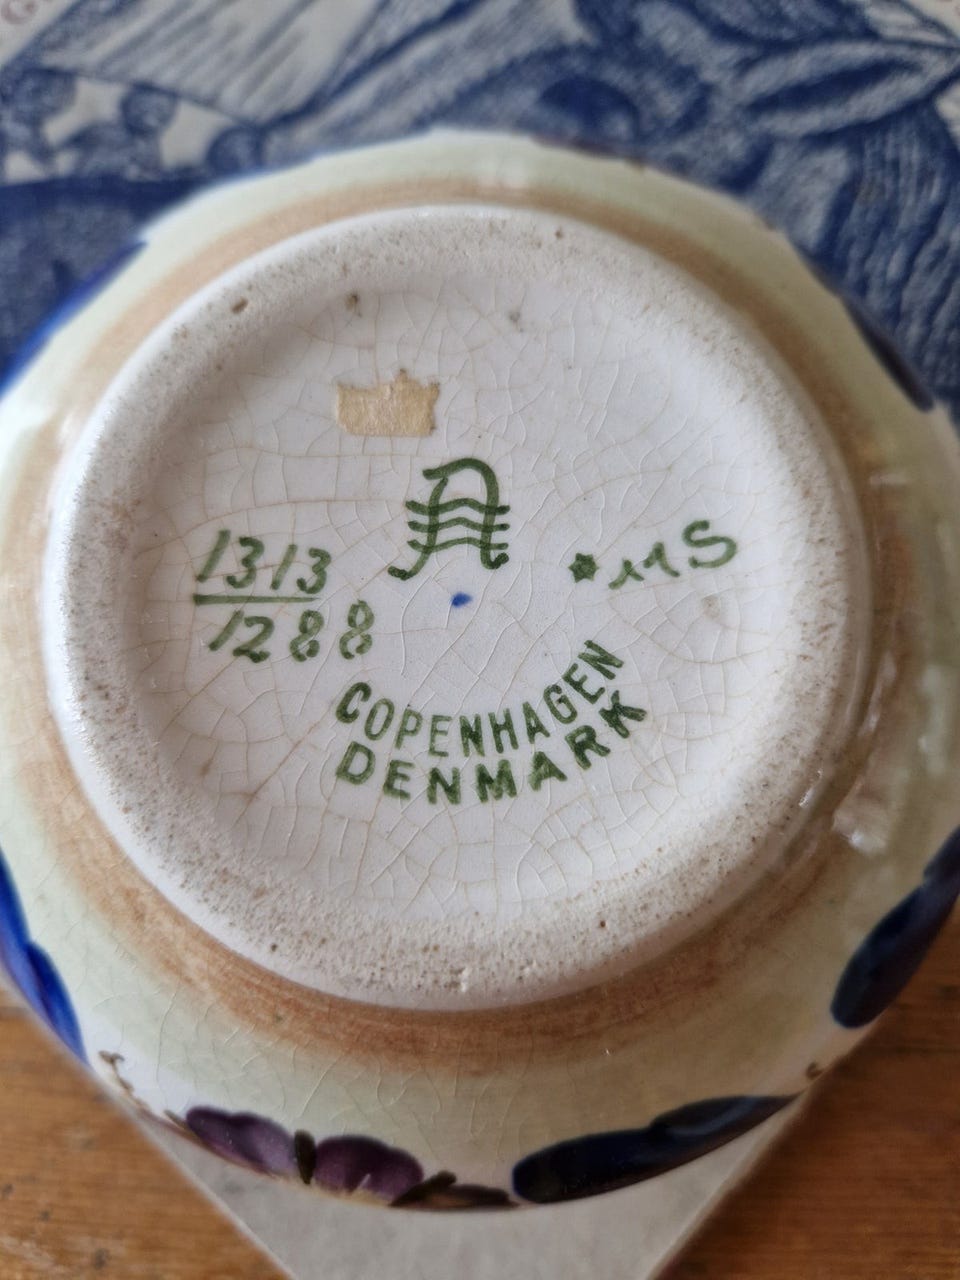 A
1313
1288
*MS
COPENHAGEN
DENMARK